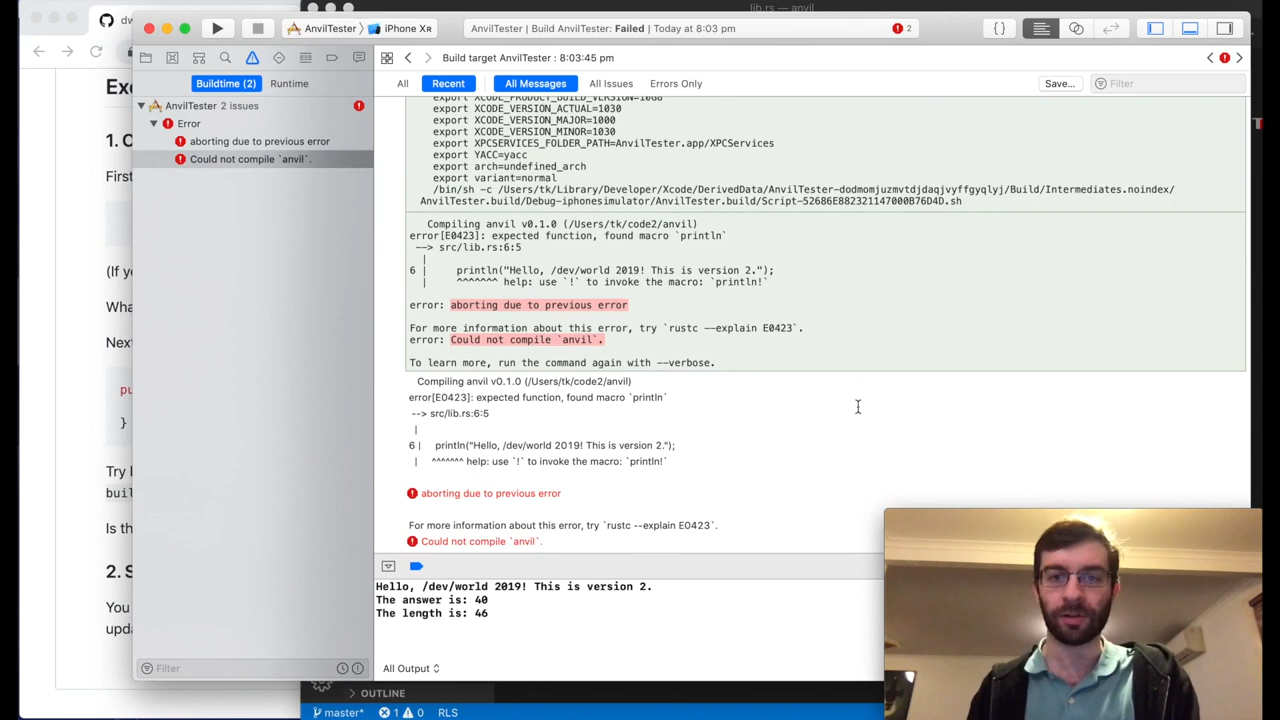 lib.rs — anvil
dw
AnvilTester
iPhone Xʀ
AnvilTester | Build Anvil­Tester: Failed | Today at 8:03 pm
2
{ }
Build target AnvilTester : 8:03:45 pm
Buildtime (2)
Runtime
All
Recent
All Messages
All Issues
Errors Only
Save...
Filter
AnvilTester 2 issues
Error
aborting due to previous error
Could not compile `anvil`.
Exe
1. C
First
(If yo
What
Next
pu
}
Try b
buil
Is th
2. S
You
upda
export XCODE_PRODUCT_BUILD_VERSION=10G8
export XCODE_VERSION_ACTUAL=1030
export XCODE_VERSION_MAJOR=1000
export XCODE_VERSION_MINOR=1030
export XPCSERVICES_FOLDER_PATH=AnvilTester.app/XPCServices
export YACC=yacc
export arch=undefined_arch
export variant=normal
/bin/sh -c /Users/tk/Library/Developer/Xcode/DerivedData/AnvilTester-dodmomjuzmvtdjdaqjvyffgyqlyj/Build/Intermediates.noindex/
AnvilTester.build/Debug-iphonesimulator/AnvilTester.build/Script-52686E882321147000B76D4D.sh
Compiling anvil v0.1.0 (/Users/tk/code2/anvil)
error[E0423]: expected function, found macro `println`
--> src/lib.rs:6:5
|
6 | println("Hello, /dev/world 2019! This is version 2.");
| ^^^^^^^ help: use `!` to invoke the macro: `println!`
error: aborting due to previous error
For more information about this error, try `rustc --explain E0423`.
error: Could not compile `anvil`.
To learn more, run the command again with --verbose.
Compiling anvil v0.1.0 (/Users/tk/code2/anvil)
error[E0423]: expected function, found macro `println`
--> src/lib.rs:6:5
|
6 | println("Hello, /dev/world 2019! This is version 2.");
| ^^^^^^^ help: use `!` to invoke the macro: `println!`
aborting due to previous error
For more information about this error, try `rustc --explain E0423`.
Could not compile `anvil`.
Hello, /dev/world 2019! This is version 2.
The answer is: 40
The length is: 46
Filter
All Output
OUTLINE
master*
1
0
RLS